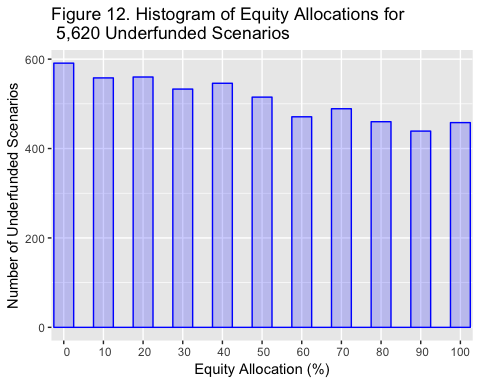 Figure 12. Histogram of Equity Allocations for
5,620 Underfunded Scenarios
Number of Underfunded Scenarios
600
400
200
0
0 10 20 30 40 50 60 70 80 90 100
Equity Allocation (%)